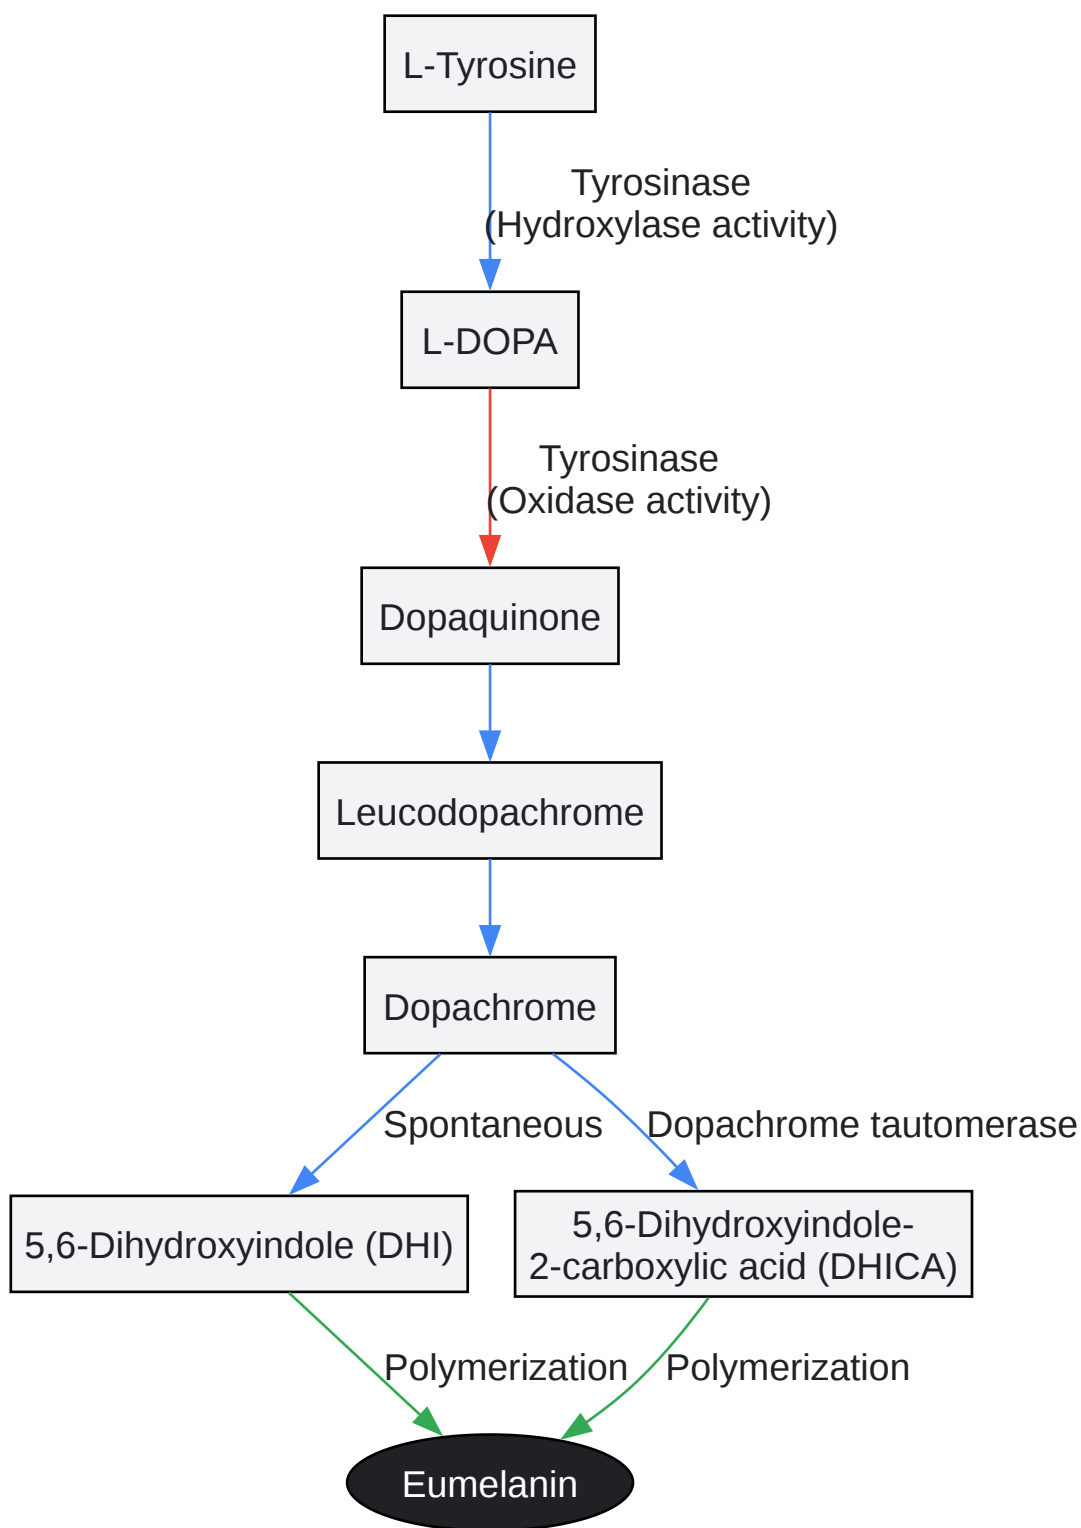 L-Tyrosine
Tyrosinase
(Hydroxylase activity)
L-DOPA
Tyrosinase
(Oxidase activity)
Dopaquinone
Leucodopachrome
Dopachrome
Spontaneous
Dopachrome tautomerase
5,6-Dihydroxyindole (DHI)
5,6-Dihydroxyindole-
2-carboxylic acid (DHICA)
Polymerization
Polymerization
Eumelanin